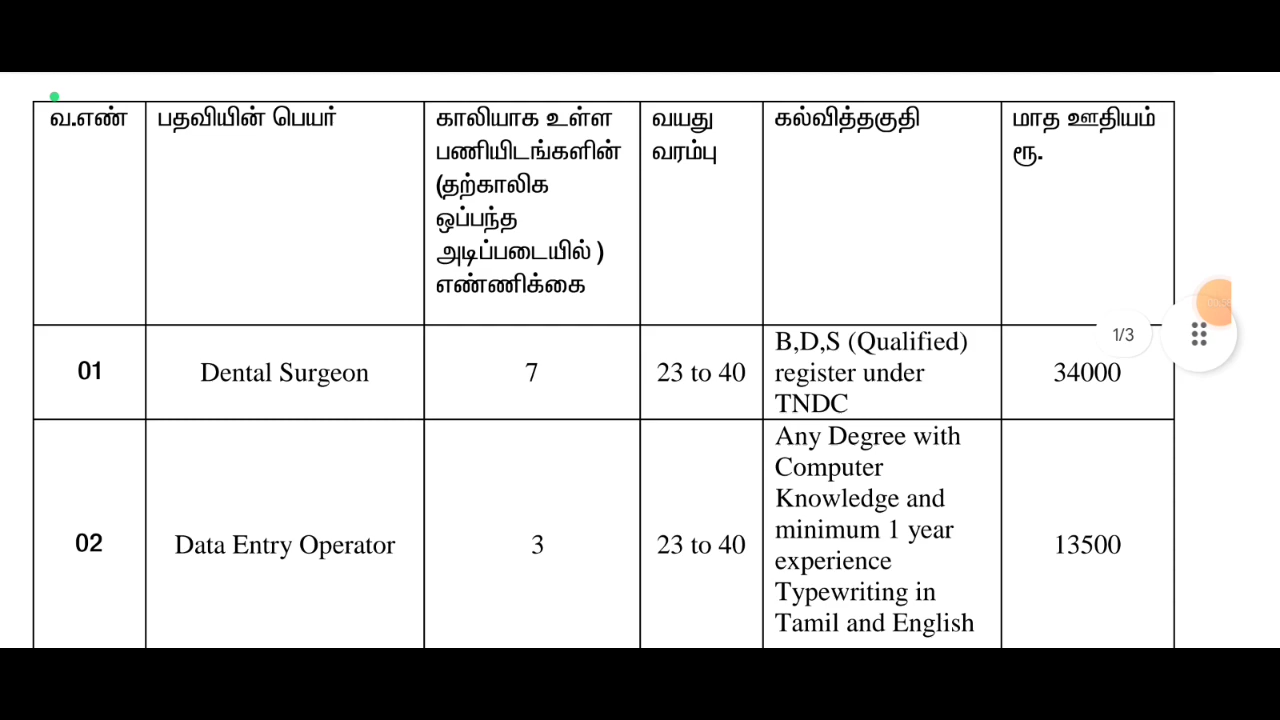 வ.எண்
பதவியின் பெயர்
காலியாக உள்ள
பணியிடங்களின்
(தற்காலிக
ஒப்பந்த
அடிப்படையில் )
எண்ணிக்கை
வயது
வரம்பு
கல்வித்தகுதி
மாத ஊதியம்
ரூ.
01
Dental Surgeon
7
23 to 40
B,D,S (Qualified)
register under
TNDC
34000
1/3
02
Data Entry Operator
3
23 to 40
Any Degree with
Computer
Knowledge and
minimum 1 year
experience
Typewriting in
Tamil and English
13500